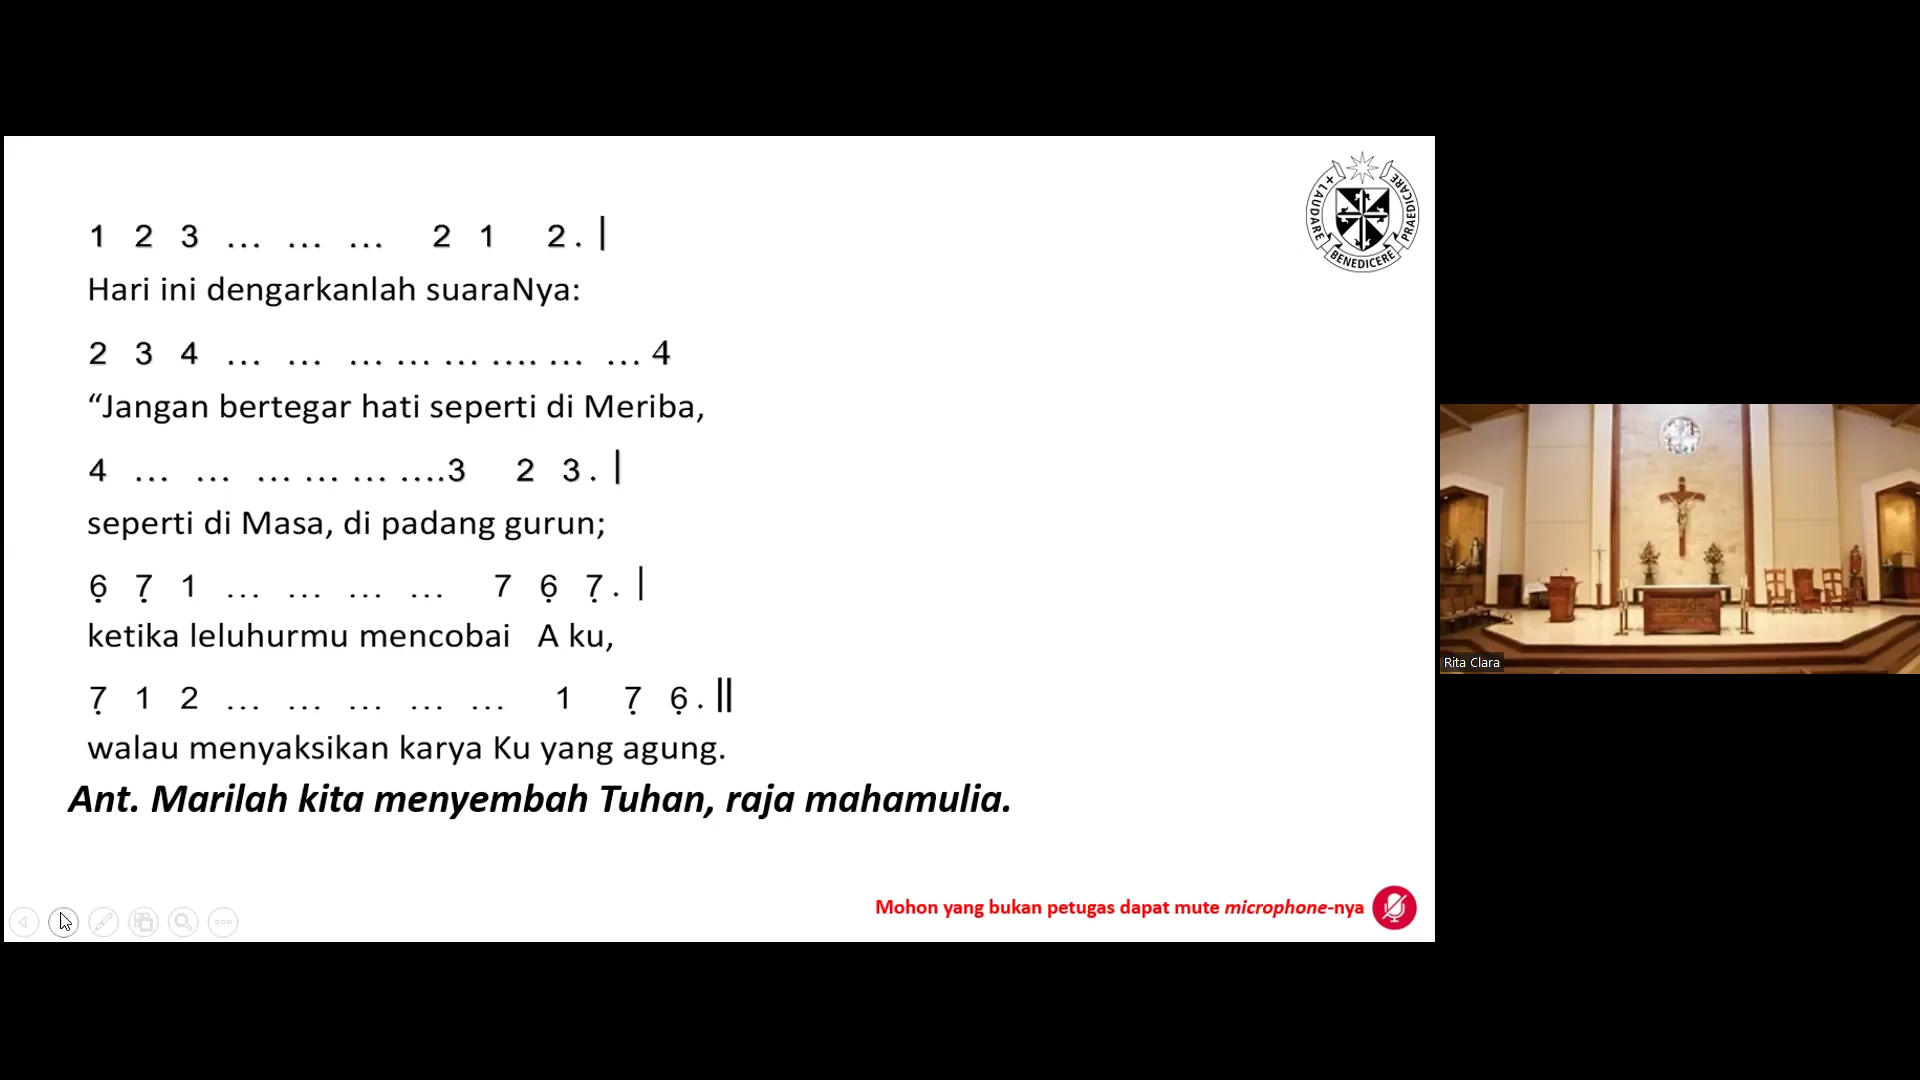 1 2 3 ... ... ... 2 1 2 . |
Hari ini dengarkanlah suaraNya:
2 3 4 ... ... ... ... ... .... ... ... 4
“Jangan bertegar hati seperti di Meriba,
4 ... ... ... ... ... ....3 2 3 . |
seperti di Masa, di padang gurun;
6̣ 7̣ 1 ... ... ... ... 7 6̣ 7̣ . |
ketika leluhurmu mencobai A ku,
7̣ 1 2 ... ... ... ... ... 1 7̣ 6̣ . ||
walau menyaksikan karya Ku yang agung.
Ant. Marilah kita menyembah Tuhan, raja mahamulia.
Mohon yang bukan petugas dapat mute microphone-nya
+ LAUDARE
BENEDICERE
PRAEDICARE
Rita Clara